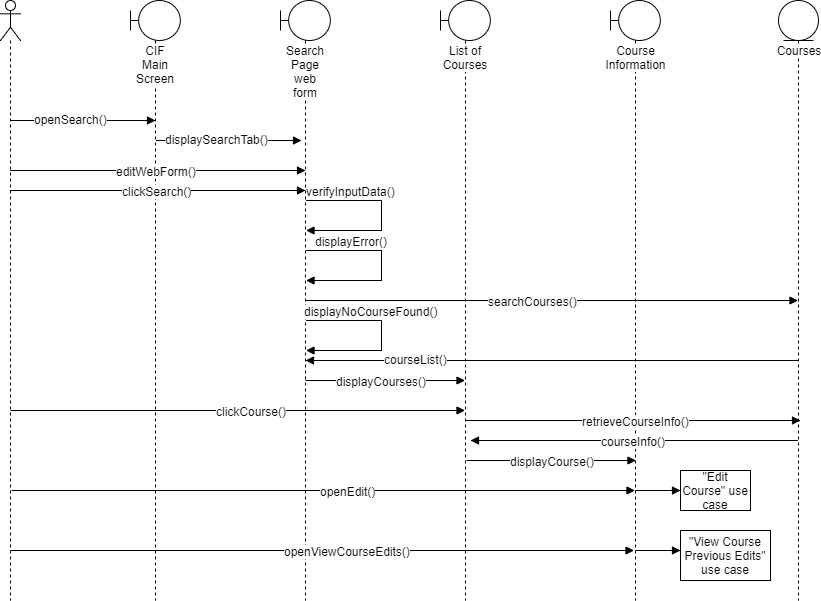 CIF
Main
Screen
Search
Page
web
form
List of
Courses
Course
Information
Courses
openSearch()
displaySearchTab()
editWebForm()
clickSearch()
verifyInputData()
displayError()
searchCourses()
displayNoCourseFound()
courseList()
displayCourses()
clickCourse()
retrieveCourseInfo()
courseInfo()
displayCourse()
openEdit()
"Edit
Course" use
case
openViewCourseEdits()
"View Course
Previous Edits"
use case